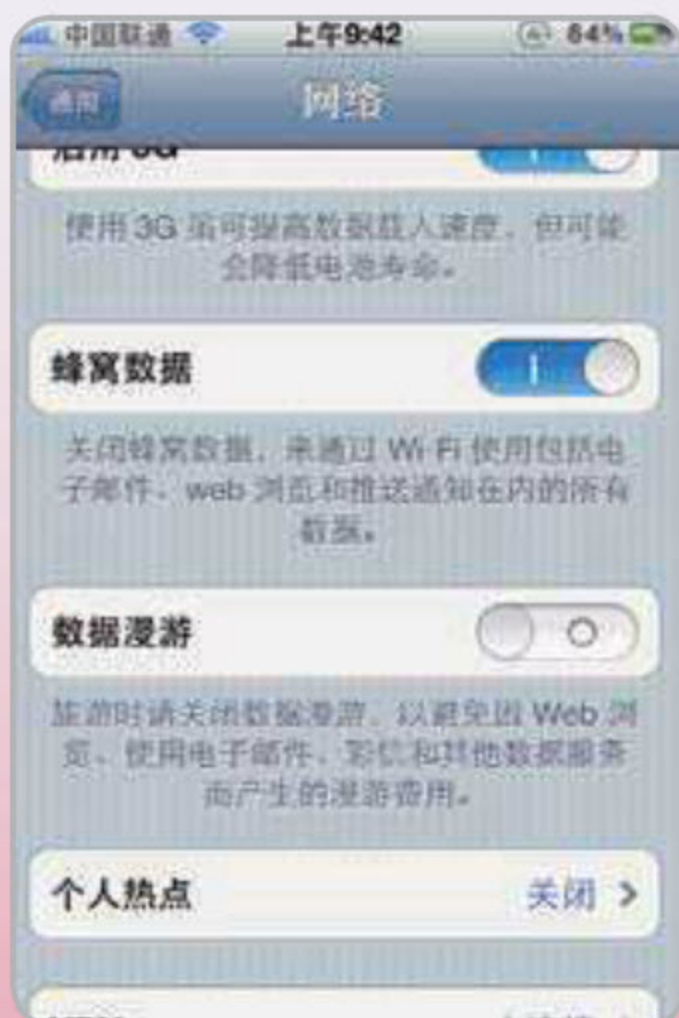 中国联通 上午9:42 64%
通用 网络
启用 3G
使用 3G 虽可提高数据载入速度，但可能
会降低电池寿命。
蜂窝数据
关闭蜂窝数据，来通过 Wi-Fi 使用包括电
子邮件、web 浏览和推送通知在内的所有
数据。
数据漫游
旅游时请关闭数据漫游，以避免因 Web 浏
览、使用电子邮件、彩信和其他数据服务
而产生的漫游费用。
个人热点 关闭